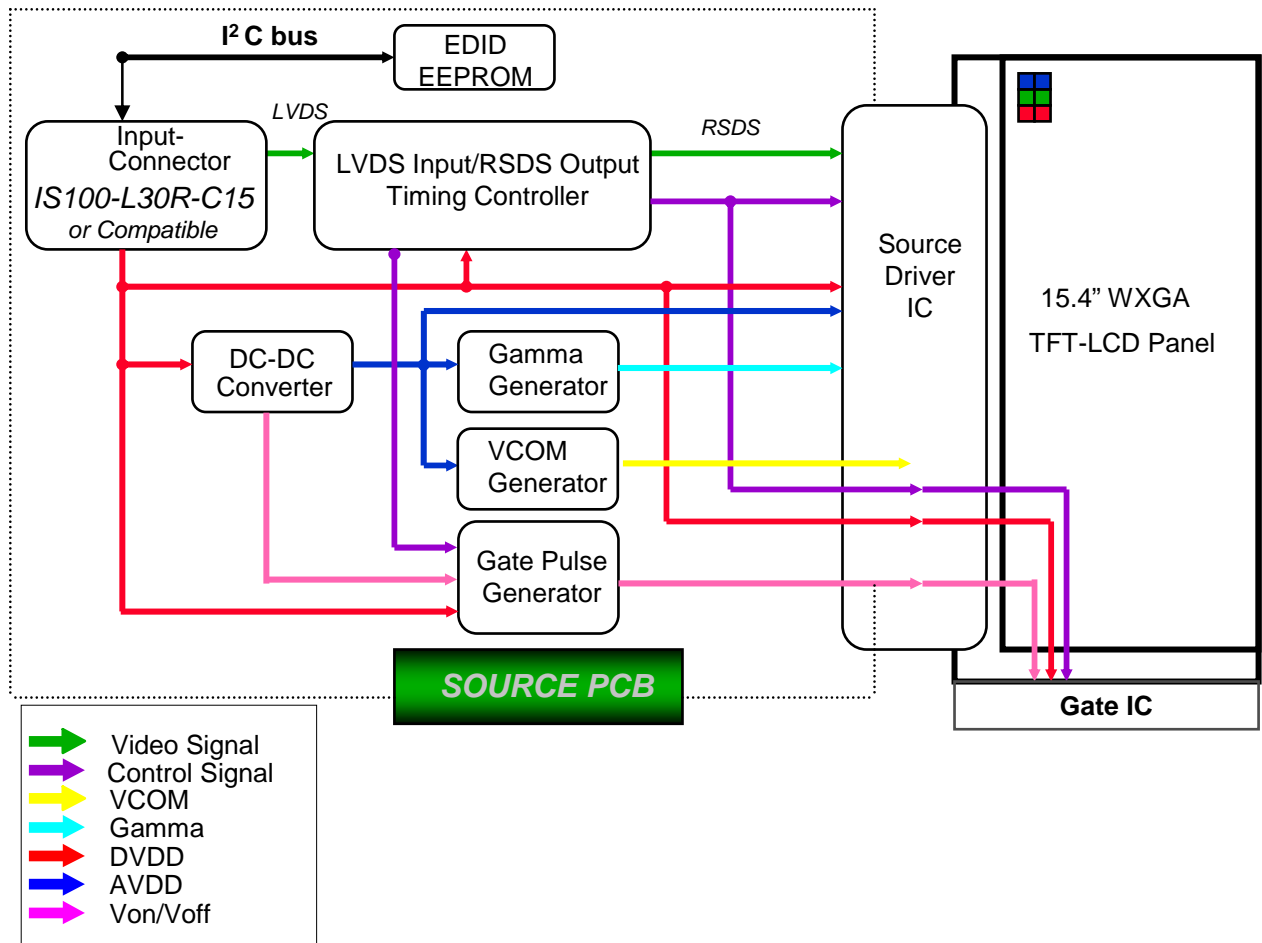 I² C bus
EDID
EEPROM
LVDS
RSDS
Input-
Connector
IS100-L30R-C15
or Compatible
LVDS Input/RSDS Output
Timing Controller
Source
Driver
IC
15.4” WXGA
TFT-LCD Panel
DC-DC
Converter
Gamma
Generator
VCOM
Generator
Gate Pulse
Generator
SOURCE PCB
Gate IC
Video Signal
Control Signal
VCOM
Gamma
DVDD
AVDD
Von/Voff